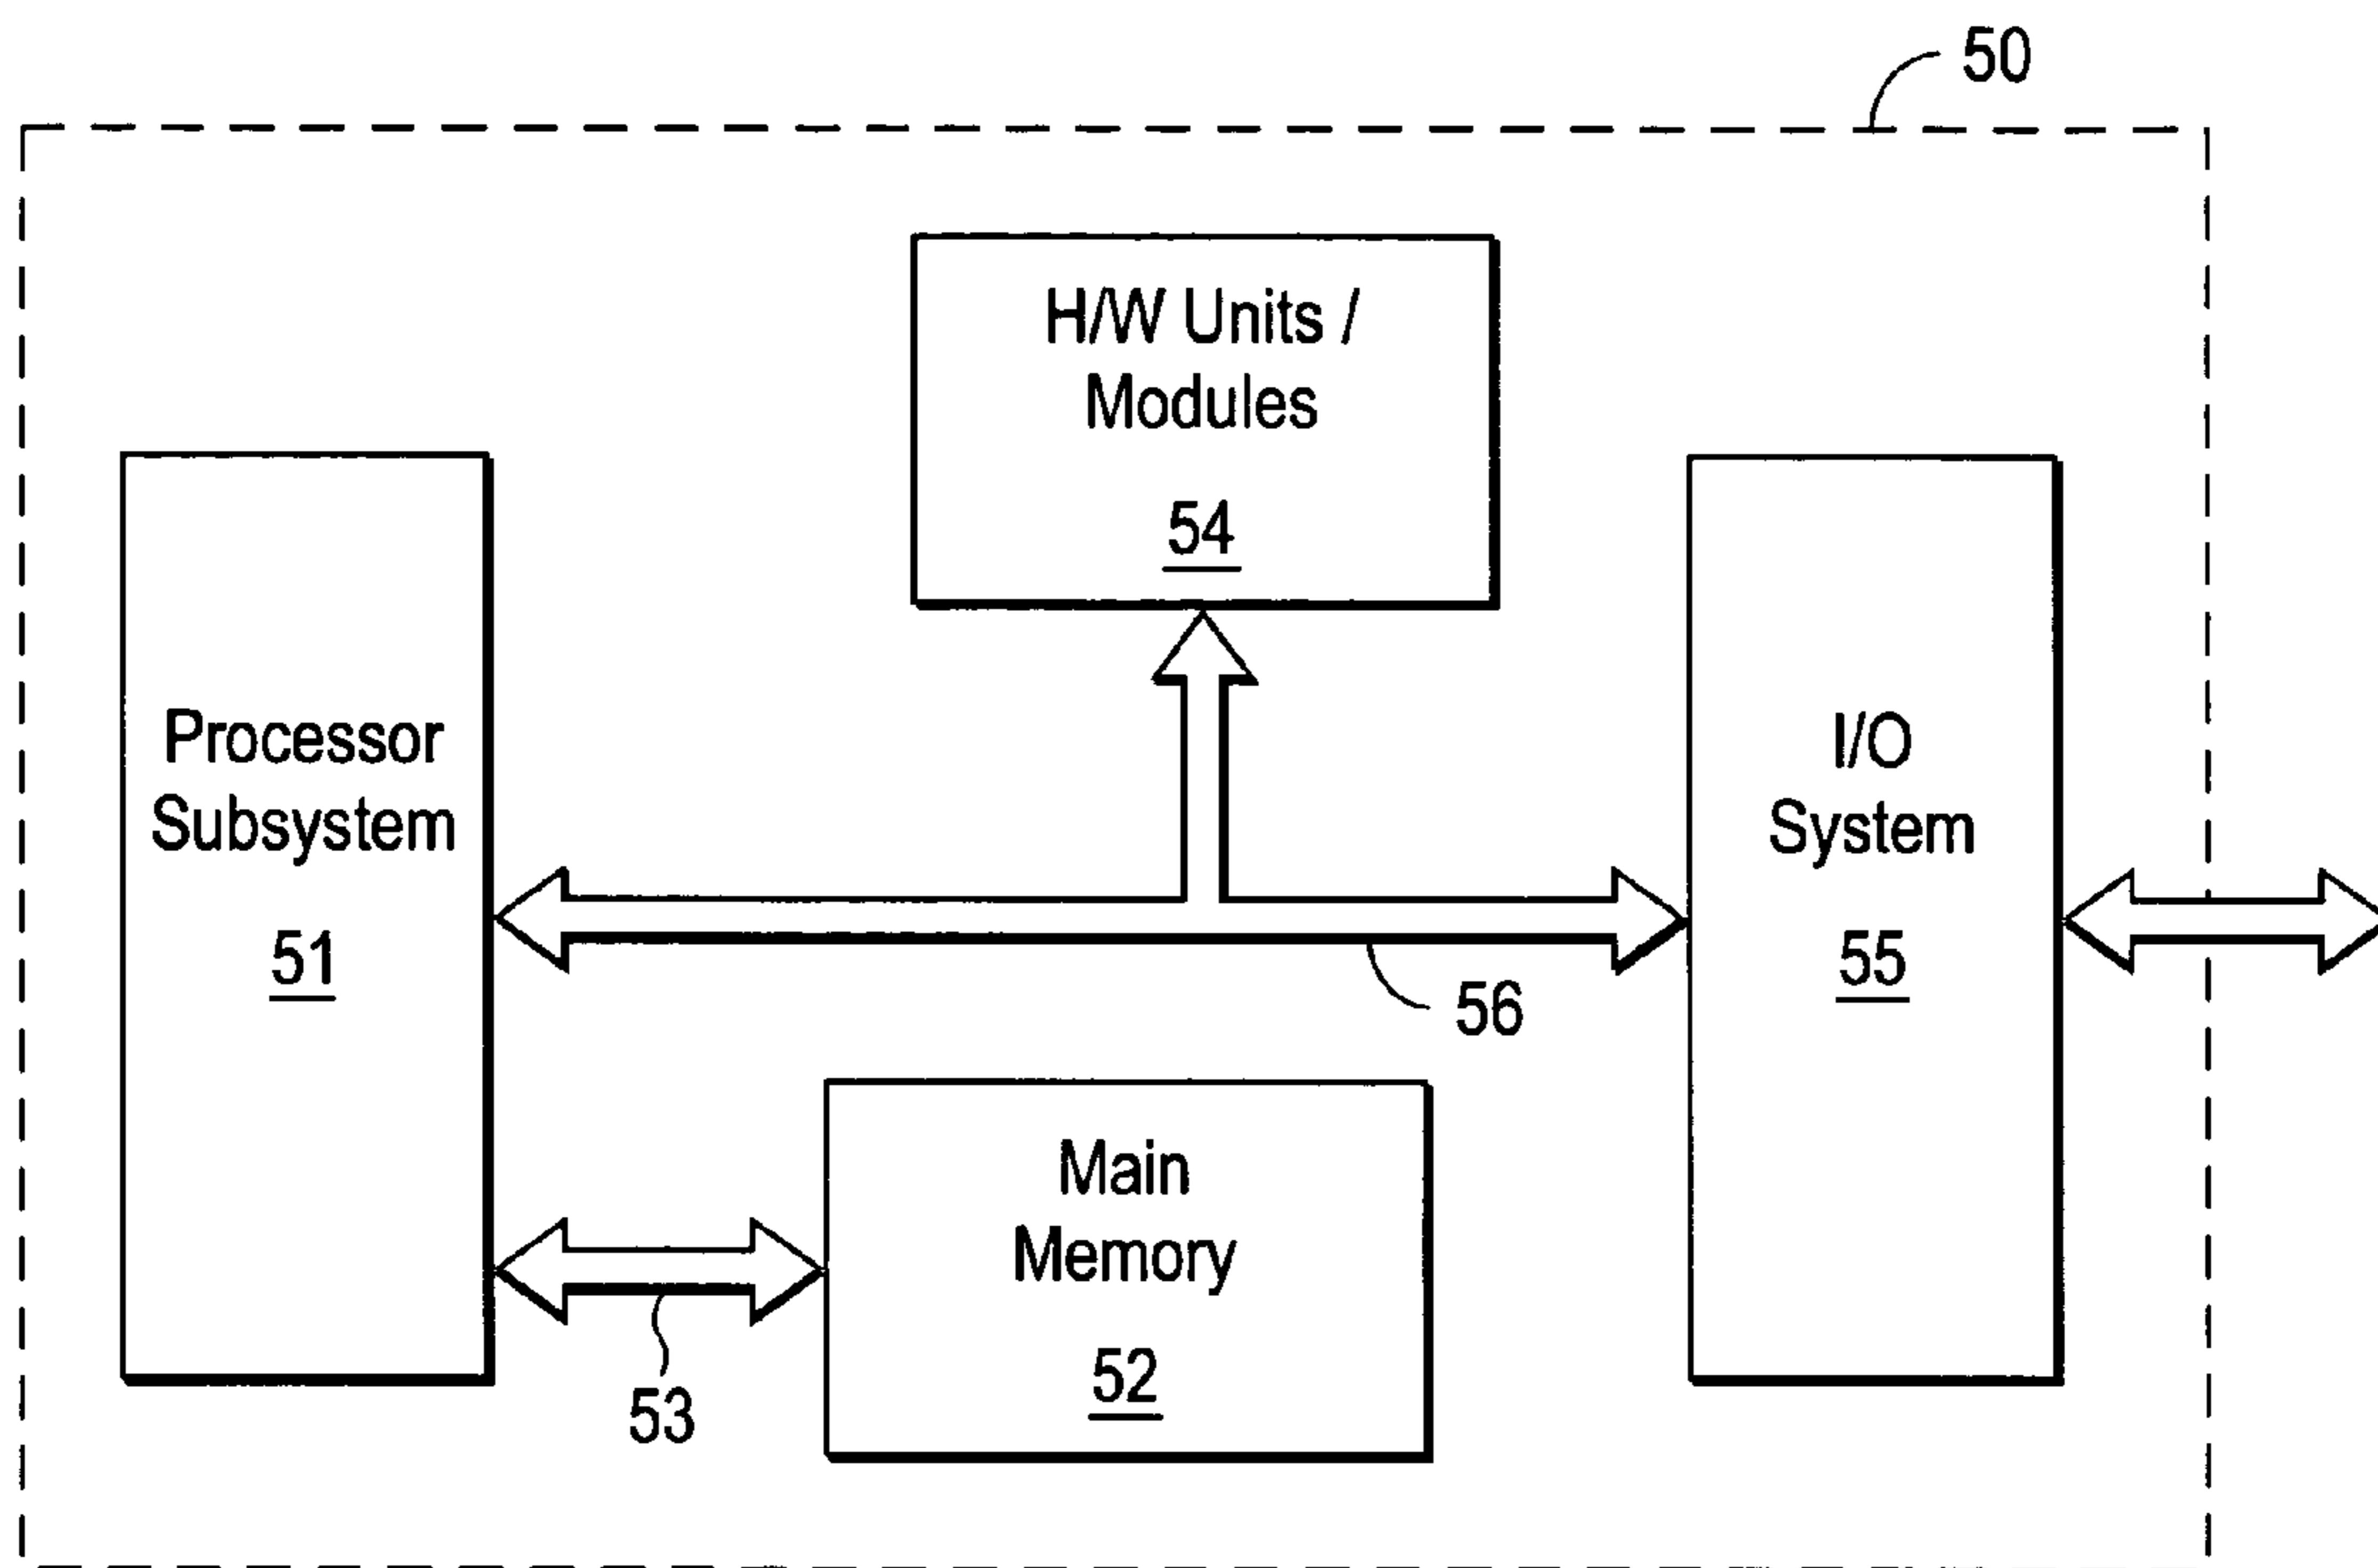 50
H/W Units /
Modules
54
Processor
Subsystem
51
I/O
System
55
56
Main
Memory
52
53